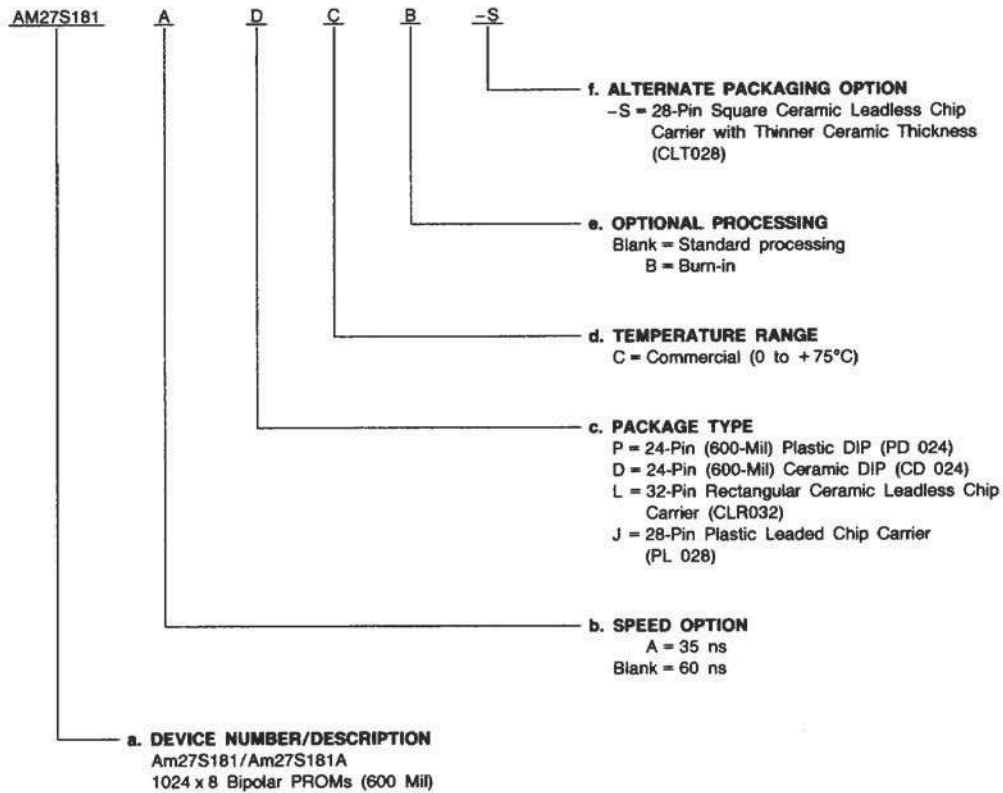 AM27S181 A D C B -S
f. ALTERNATE PACKAGING OPTION
-S = 28-Pin Square Ceramic Leadless Chip
Carrier with Thinner Ceramic Thickness
(CLT028)
e. OPTIONAL PROCESSING
Blank = Standard processing
B = Burn-in
d. TEMPERATURE RANGE
C = Commercial (0 to +75°C)
c. PACKAGE TYPE
P = 24-Pin (600-Mil) Plastic DIP (PD 024)
D = 24-Pin (600-Mil) Ceramic DIP (CD 024)
L = 32-Pin Rectangular Ceramic Leadless Chip
Carrier (CLR032)
J = 28-Pin Plastic Leaded Chip Carrier
(PL 028)
b. SPEED OPTION
A = 35 ns
Blank = 60 ns
a. DEVICE NUMBER/DESCRIPTION
Am27S181/Am27S181A
1024 x 8 Bipolar PROMs (600 Mil)